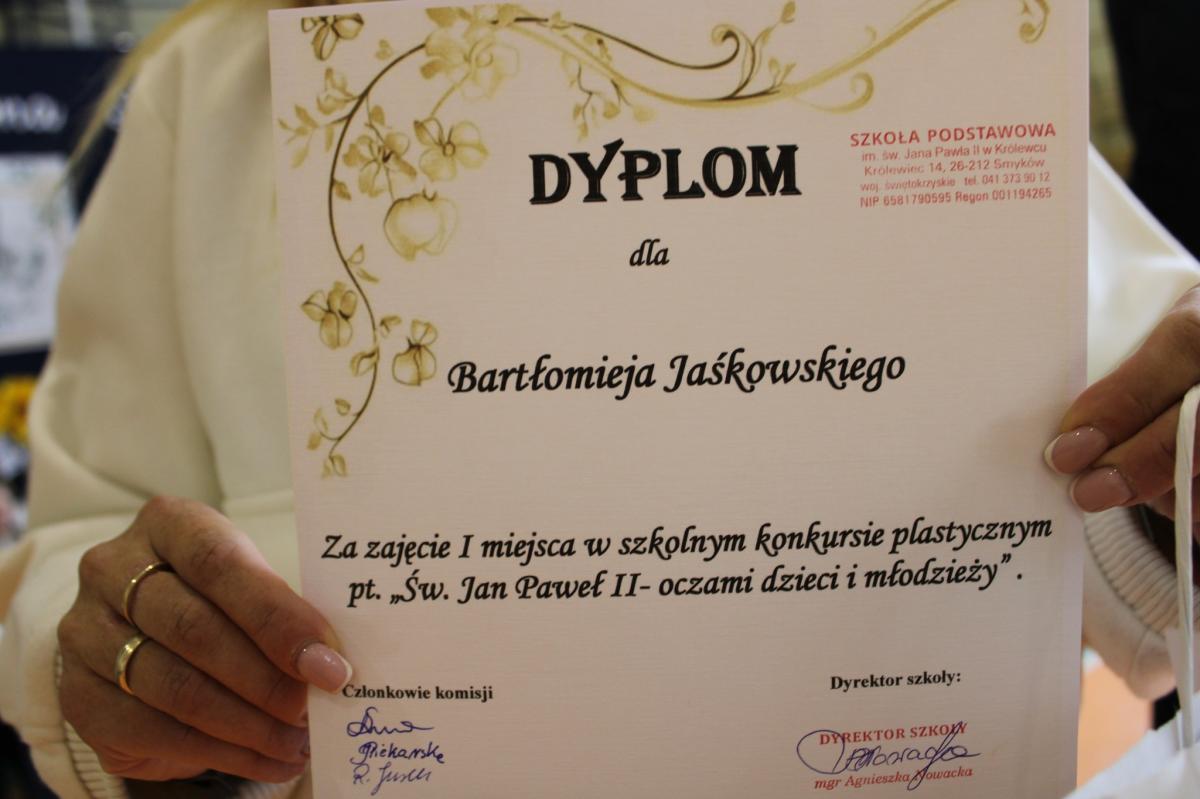 DYPLOM
SZKOŁA PODSTAWOWA
im. św. Jana Pawła II w Królewcu
Królewiec 14, 26-212 Smyków
woj. świętokrzyskie tel. 041 373 90 12
NIP 6581790595 Regon 001194265
dla
Bartłomieja Jaśkowskiego
Za zajęcie I miejsca w szkolnym konkursie plastycznym
pt. „Św. Jan Paweł II- oczami dzieci i młodzieży” .
Członkowie komisji
Piekarska
Dyrektor szkoły:
DYREKTOR SZKOŁY
mgr Agnieszka Nowacka